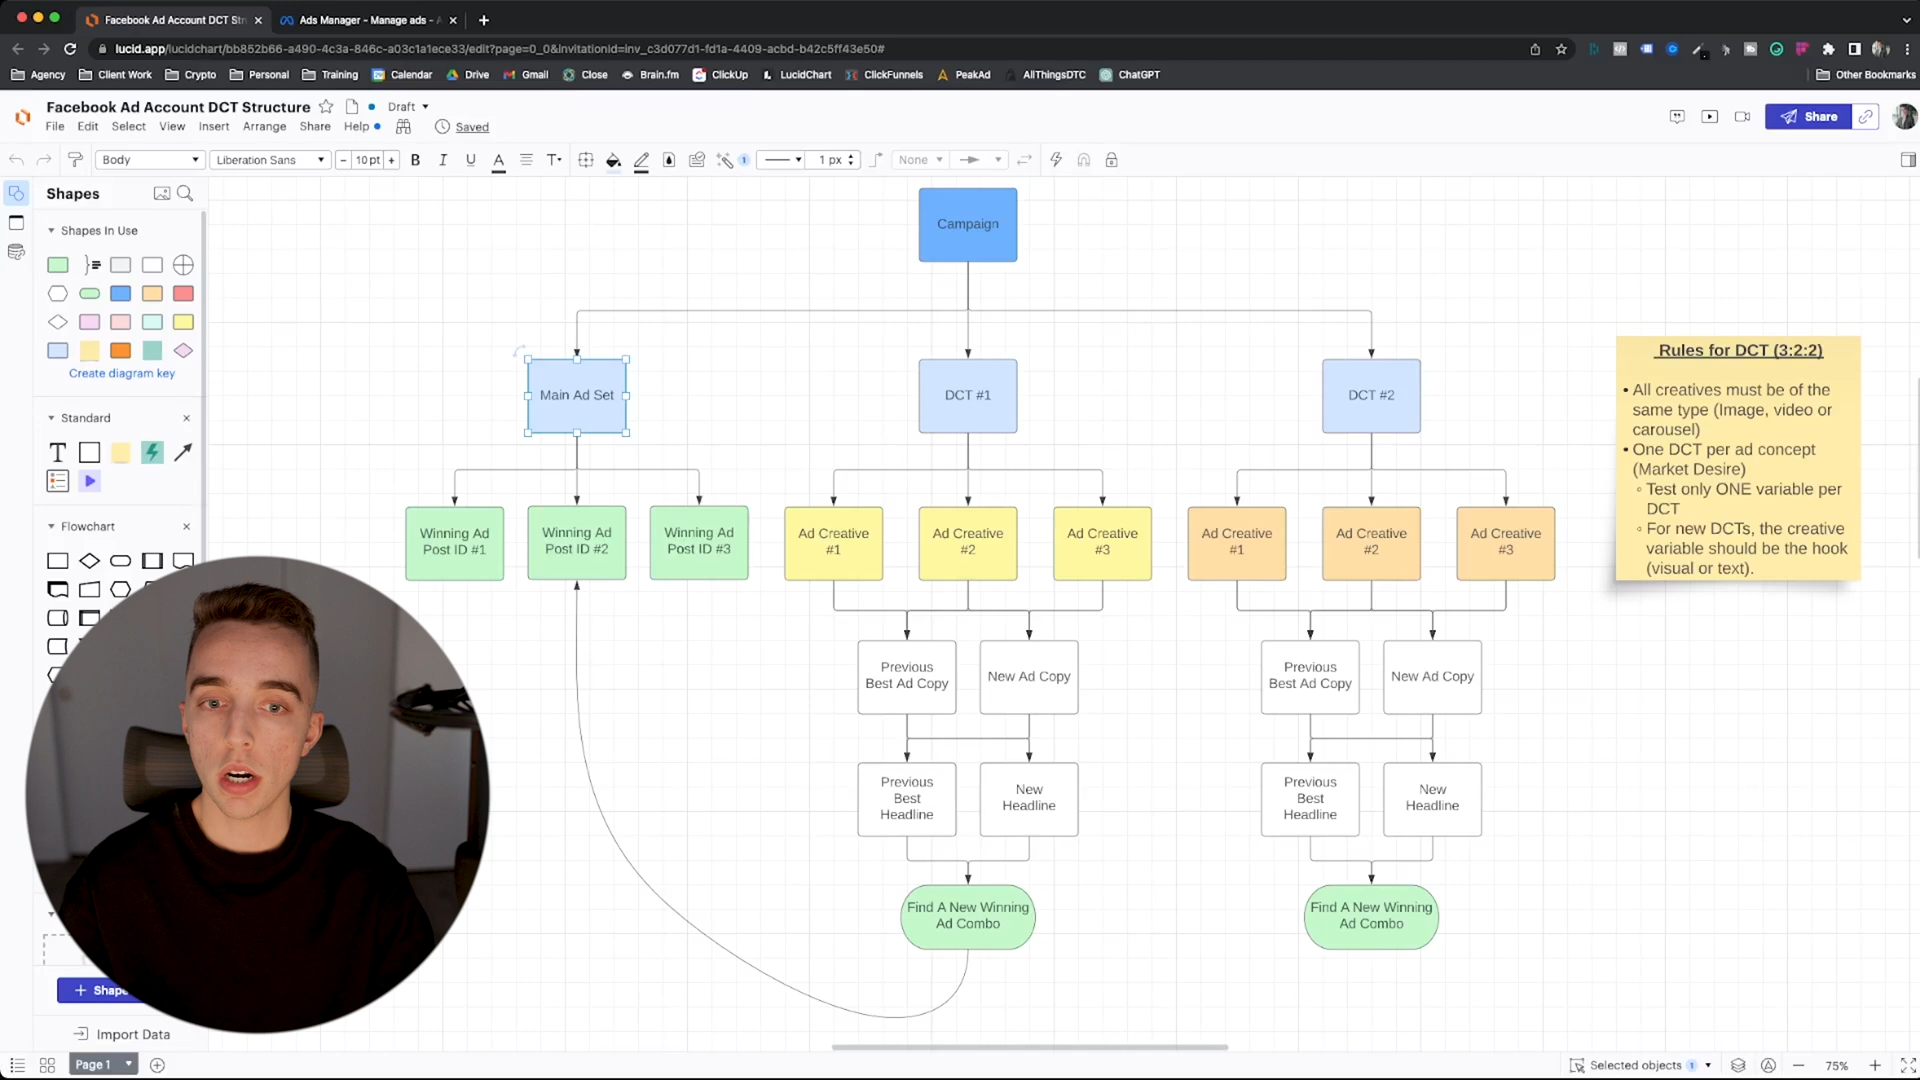 Facebook Ad Account DCT Str
Ads Manager - Manage ads -
lucid.app/lucidchart/bb852b66-a490-4c3a-846c-a03c1a1ece33/edit?page=0_0&invitationId=inv_c3d077d1-fd1a-4409-acbd-b42c5ff43e50#
Agency
Client Work
Crypto
Personal
Training
Calendar
Drive
Gmail
Close
Brain.fm
ClickUp
LucidChart
ClickFunnels
PeakAd
AllThingsDTC
ChatGPT
Other Bookmarks
Facebook Ad Account DCT Structure
Draft
File Edit Select View Insert Arrange Share Help
Saved
Share
Body
Liberation Sans
10 pt
B I U A T
1 px
None
Shapes
Shapes In Use
Create diagram key
Standard
T
Flowchart
Shape
Import Data
Campaign
Main Ad Set
DCT #1
DCT #2
Winning Ad
Post ID #1
Winning Ad
Post ID #2
Winning Ad
Post ID #3
Ad Creative
#1
Ad Creative
#2
Ad Creative
#3
Ad Creative
#1
Ad Creative
#2
Ad Creative
#3
Previous
Best Ad Copy
New Ad Copy
Previous
Best Ad Copy
New Ad Copy
Previous
Best
Headline
New
Headline
Previous
Best
Headline
New
Headline
Find A New Winning
Ad Combo
Find A New Winning
Ad Combo
Rules for DCT (3:2:2)
• All creatives must be of the
same type (Image, video or
carousel)
• One DCT per ad concept
(Market Desire)
◦ Test only ONE variable per
DCT
◦ For new DCTs, the creative
variable should be the hook
(visual or text).
Page 1
Selected objects 1
75%